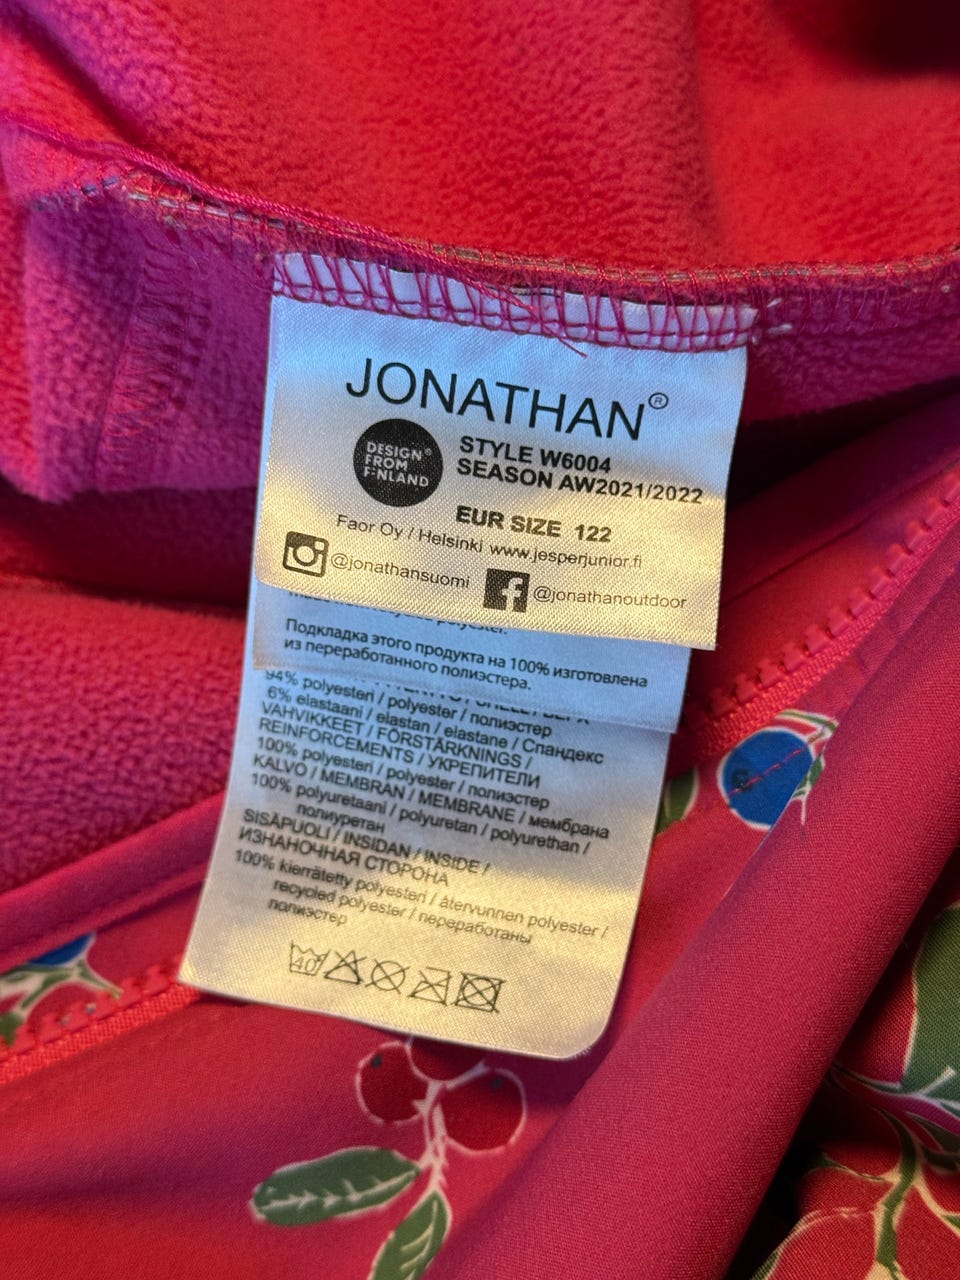 JONATHAN®
DESIGN®
FROM
FINLAND
STYLE W6004
SEASON AW2021/2022
EUR SIZE 122
Faor Oy / Helsinki www.jesperjunior.fi
@jonathansuomi
@jonathanoutdoor
polyester.
Подкладка этого продукта на 100% изготовлена
из переработанного полиэстера.
94% polyesteri / polyester / полиэстер
6% elastaani / elastan / elastane / Спандекс
VAHVIKKEET / FÖRSTÄRKNINGS /
REINFORCEMENTS / УКРЕПИТЕЛИ
100% polyesteri / polyester / полиэстер
KALVO / MEMBRAN / MEMBRANE / мембрана
100% polyuretaani / polyuretan / polyurethan /
полиуретан
SISÄPUOLI / INSIDAN / INSIDE /
ИЗНАНОЧНАЯ СТОРОНА
100% kierrätetty polyesteri / återvunnen polyester /
recycled polyester / переработаны
полиэстер
40